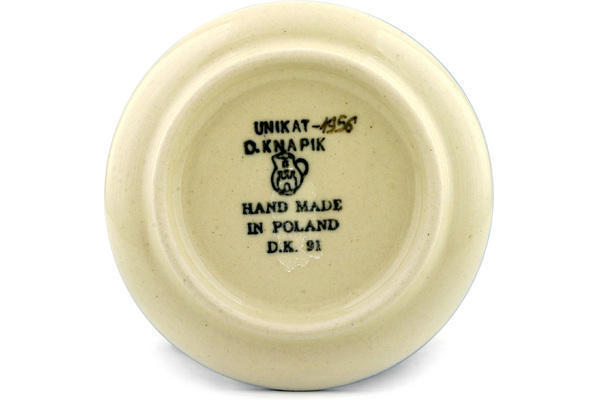 UNIKAT-1956
D.KNAPIK
HAND MADE
IN POLAND
D.K. 91